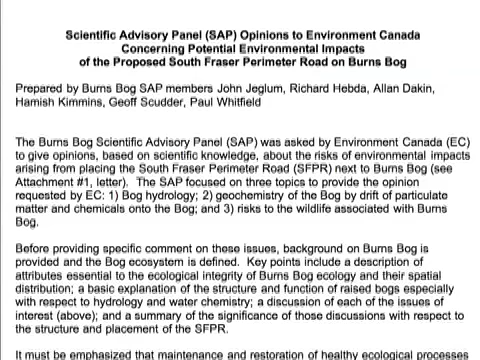 Scientific Advisory Panel (SAP) Opinions to Environment Canada
Concerning Potential Environmental Impacts
of the Proposed South Fraser Perimeter Road on Burns Bog
Prepared by Burns Bog SAP members John Jeglum, Richard Hebda, Allan Dakin,
Hamish Kimmins, Geoff Scudder, Paul Whitfield
The Burns Bog Scientific Advisory Panel (SAP) was asked by Environment Canada (EC)
to give opinions, based on scientific knowledge, about the risks of environmental impacts
arising from placing the South Fraser Perimeter Road (SFPR) next to Burns Bog (see
Attachment #1, letter). The SAP focused on three topics to provide the opinion
requested by EC: 1) Bog hydrology; 2) geochemistry of the Bog by drift of particulate
matter and chemicals onto the Bog; and 3) risks to the wildlife associated with Burns
Bog.
Before providing specific comment on these issues, background on Burns Bog is
provided and the Bog ecosystem is defined. Key points include a description of
attributes essential to the ecological integrity of Burns Bog ecology and their spatial
distribution; a basic explanation of the structure and function of raised bogs especially
with respect to hydrology and water chemistry; a discussion of each of the issues of
interest (above); and a summary of the significance of those discussions with respect to
the structure and placement of the SFPR.
It must be emphasized that maintenance and restoration of healthy ecological processes